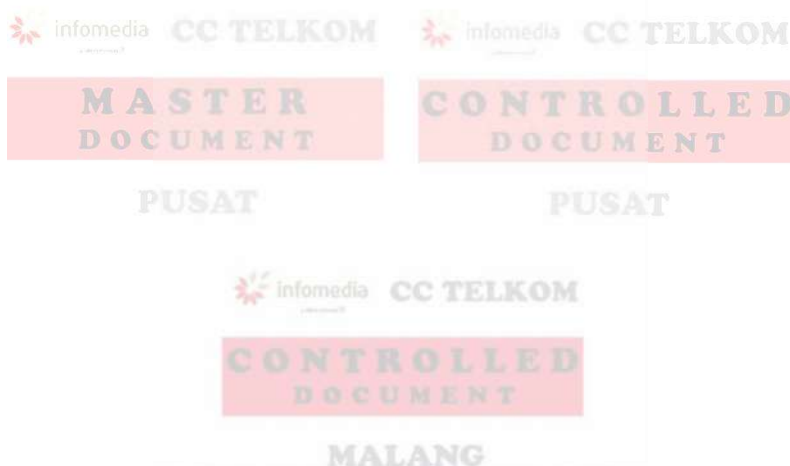 infomedia CC TELKOM
MASTER
DOCUMENT
PUSAT
infomedia CC TELKOM
CONTROLLED
DOCUMENT
PUSAT
infomedia CC TELKOM
CONTROLLED
DOCUMENT
MALANG